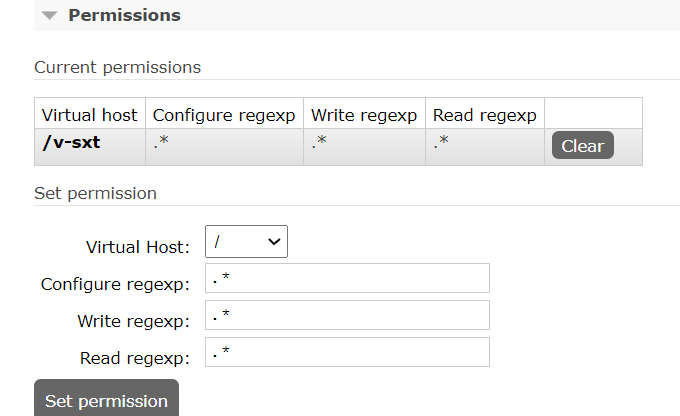 Permissions
Current permissions
Virtual host Configure regexp Write regexp Read regexp
/v-sxt .* .* .* Clear
Set permission
Virtual Host: /
Configure regexp: .*
Write regexp: .*
Read regexp: .*
Set permission